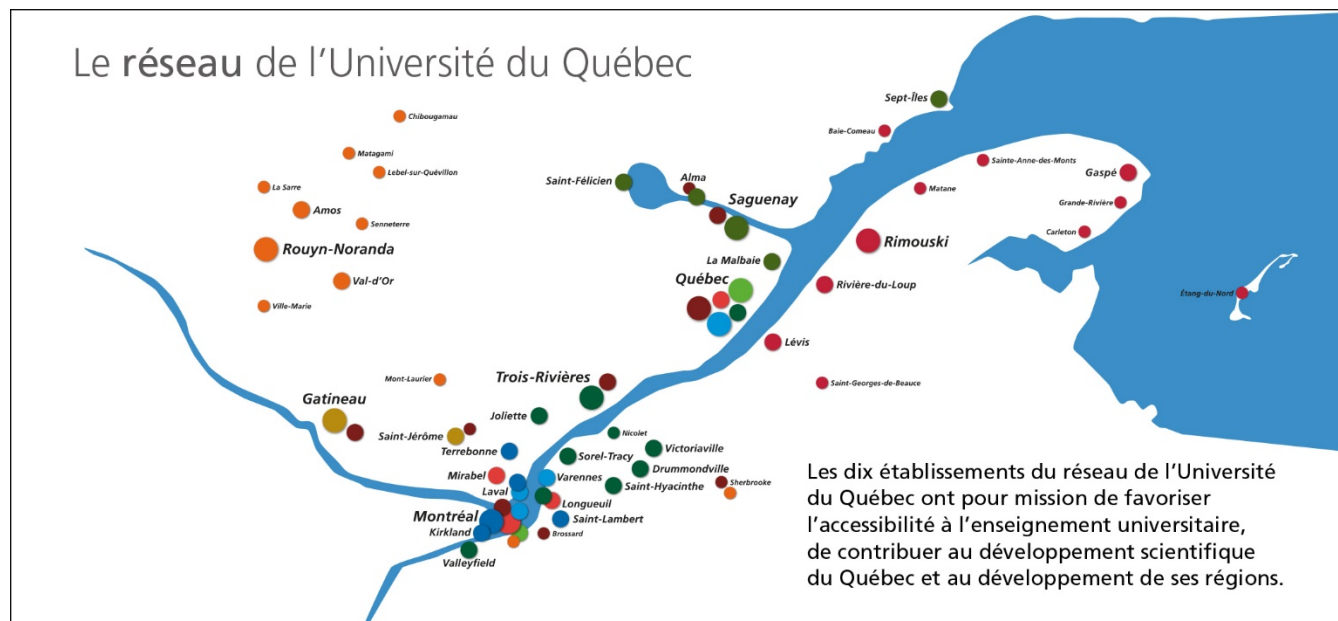 Le réseau de l'Université du Québec
Sept-Îles
Chibougamau
Baie-Comeau
Matagami
Sainte-Anne-des-Monts
Lebel-sur-Quévillon
Gaspé
Alma
Saint-Félicien
La Sarre
Matane
Saguenay
Grande-Rivière
Amos
Senneterre
Carleton
Rimouski
Rouyn-Noranda
La Malbaie
Québec
Val-d'Or
Rivière-du-Loup
Étang-du-Nord
Ville-Marie
Lévis
Trois-Rivières
Mont-Laurier
Saint-Georges-de-Beauce
Gatineau
Joliette
Nicolet
Saint-Jérôme
Victoriaville
Terrebonne
Sorel-Tracy
Drummondville
Mirabel
Varennes
Sherbrooke
Saint-Hyacinthe
Laval
Longueuil
Montréal
Saint-Lambert
Kirkland
Brossard
Valleyfield
Les dix établissements du réseau de l'Université
du Québec ont pour mission de favoriser
l'accessibilité à l'enseignement universitaire,
de contribuer au développement scientifique
du Québec et au développement de ses régions.